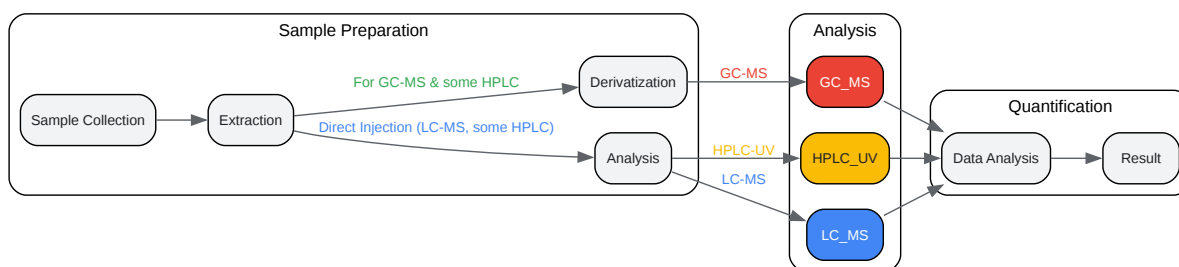 Sample Preparation
Analysis
Quantification
Sample Collection
Extraction
For GC-MS & some HPLC
Direct Injection (LC-MS, some HPLC)
Derivatization
Analysis
GC-MS
HPLC-UV
LC-MS
GC_MS
HPLC_UV
LC_MS
Data Analysis
Result